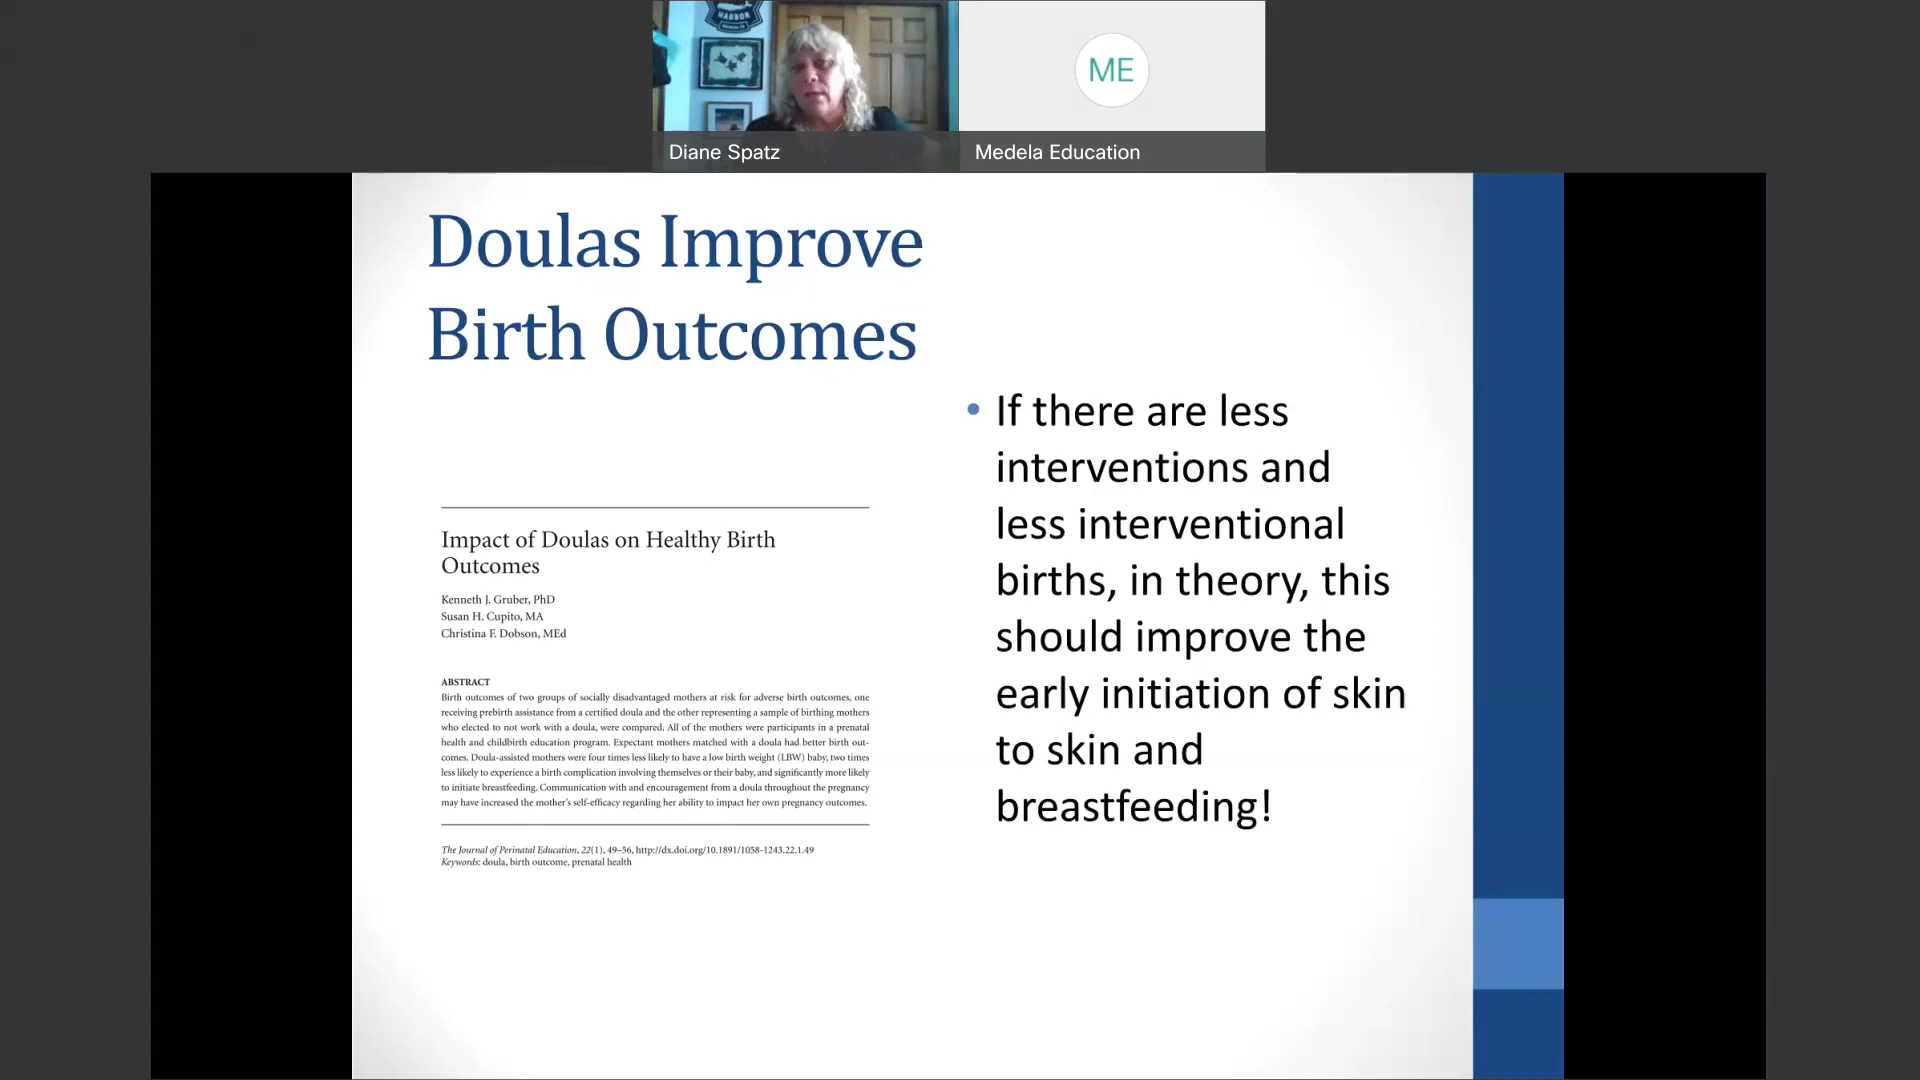 HARBOR
ME
Diane Spatz
Medela Education
Doulas Improve
Birth Outcomes
Impact of Doulas on Healthy Birth
Outcomes
Kenneth J. Gruber, PhD
Susan H. Cupito, MA
Christina F. Dobson, MEd
ABSTRACT
Birth outcomes of two groups of socially disadvantaged mothers at risk for adverse birth outcomes, one
receiving prebirth assistance from a certified doula and the other representing a sample of birthing mothers
who elected to not work with a doula, were compared. All of the mothers were participants in a prenatal
health and childbirth education program. Expectant mothers matched with a doula had better birth out-
comes. Doula-assisted mothers were four times less likely to have a low birth weight (LBW) baby, two times
less likely to experience a birth complication involving themselves or their baby, and significantly more likely
to initiate breastfeeding. Communication with and encouragement from a doula throughout the pregnancy
may have increased the mother's self-efficacy regarding her ability to impact her own pregnancy outcomes.
The Journal of Perinatal Education, 22(1), 49–56, http://dx.doi.org/10.1891/1058-1243.22.1.49
Keywords: doula, birth outcome, prenatal health
• If there are less
interventions and
less interventional
births, in theory, this
should improve the
early initiation of skin
to skin and
breastfeeding!